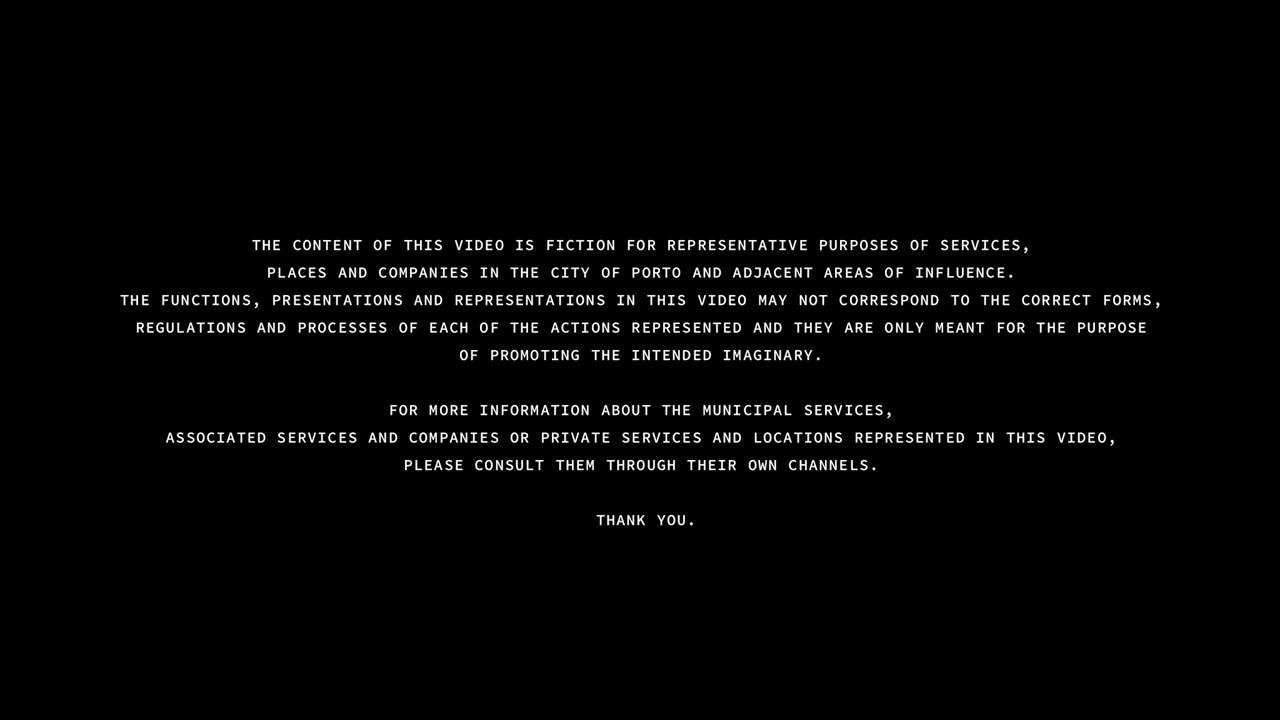 THE CONTENT OF THIS VIDEO IS FICTION FOR REPRESENTATIVE PURPOSES OF SERVICES,
PLACES AND COMPANIES IN THE CITY OF PORTO AND ADJACENT AREAS OF INFLUENCE.
THE FUNCTIONS, PRESENTATIONS AND REPRESENTATIONS IN THIS VIDEO MAY NOT CORRESPOND TO THE CORRECT FORMS,
REGULATIONS AND PROCESSES OF EACH OF THE ACTIONS REPRESENTED AND THEY ARE ONLY MEANT FOR THE PURPOSE
OF PROMOTING THE INTENDED IMAGINARY.
FOR MORE INFORMATION ABOUT THE MUNICIPAL SERVICES,
ASSOCIATED SERVICES AND COMPANIES OR PRIVATE SERVICES AND LOCATIONS REPRESENTED IN THIS VIDEO,
PLEASE CONSULT THEM THROUGH THEIR OWN CHANNELS.
THANK YOU.